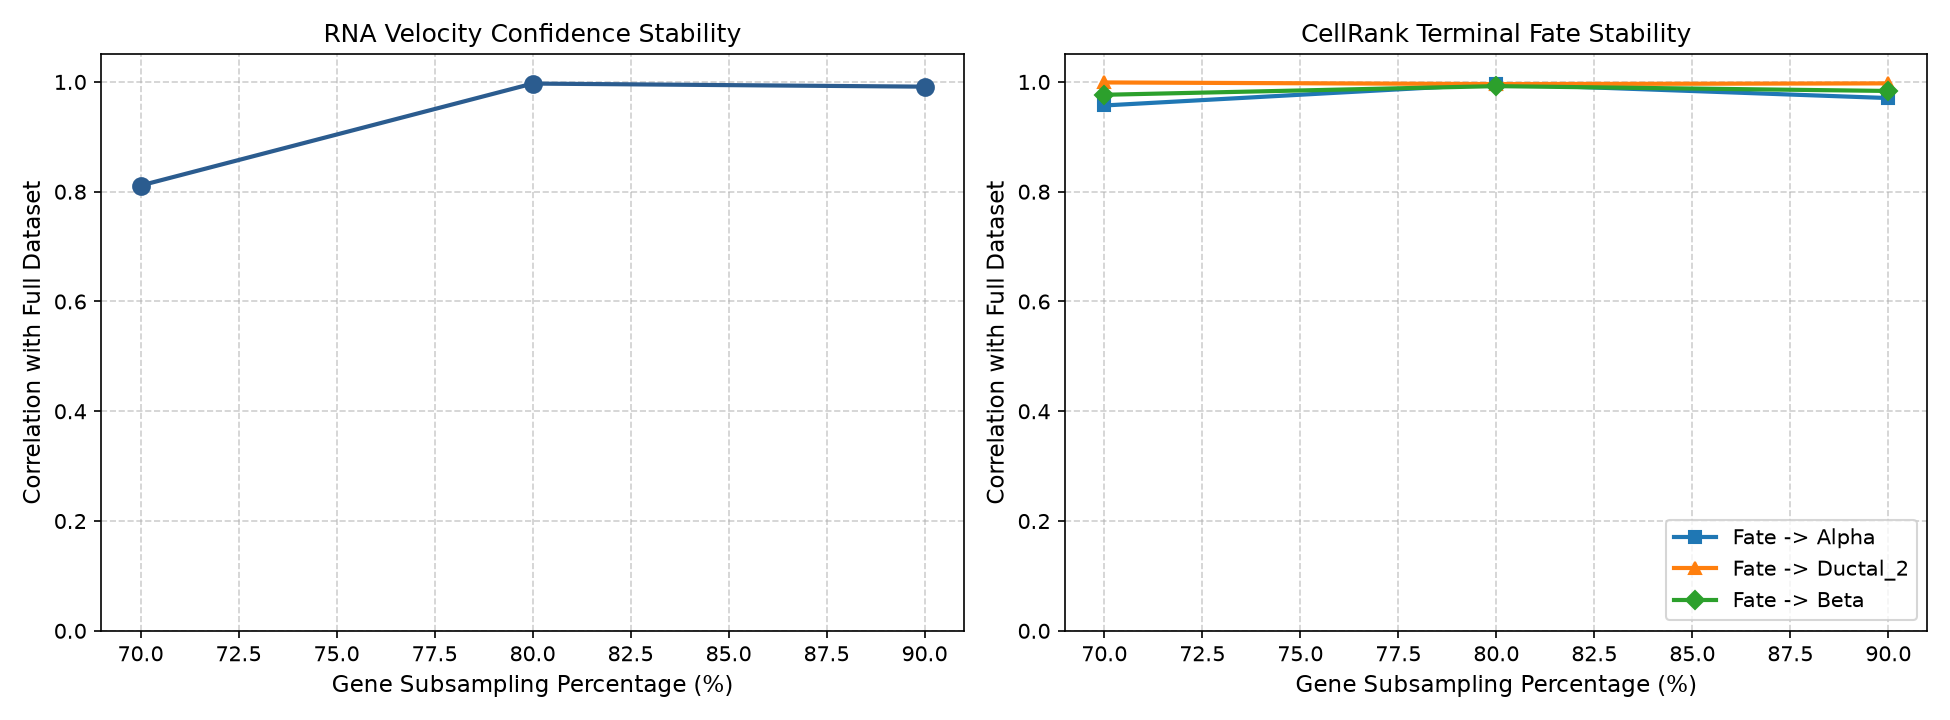 RNA Velocity Confidence Stability
Correlation with Full Dataset
1.0
0.8
0.6
0.4
0.2
0.0
70.0 72.5 75.0 77.5 80.0 82.5 85.0 87.5 90.0
Gene Subsampling Percentage (%)
CellRank Terminal Fate Stability
Correlation with Full Dataset
1.0
0.8
0.6
0.4
0.2
0.0
Fate -> Alpha
Fate -> Ductal_2
Fate -> Beta
70.0 72.5 75.0 77.5 80.0 82.5 85.0 87.5 90.0
Gene Subsampling Percentage (%)